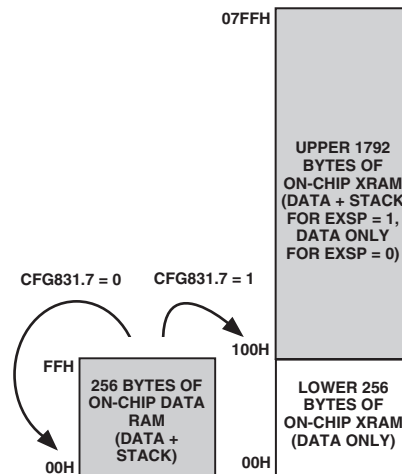 07FFH
UPPER 1792
BYTES OF
ON-CHIP XRAM
(DATA + STACK
FOR EXSP = 1,
DATA ONLY
FOR EXSP = 0)
CFG831.7 = 0
CFG831.7 = 1
100H
FFH
256 BYTES OF
ON-CHIP DATA
RAM
(DATA +
STACK)
00H
LOWER 256
BYTES OF
ON-CHIP XRAM
(DATA ONLY)
00H